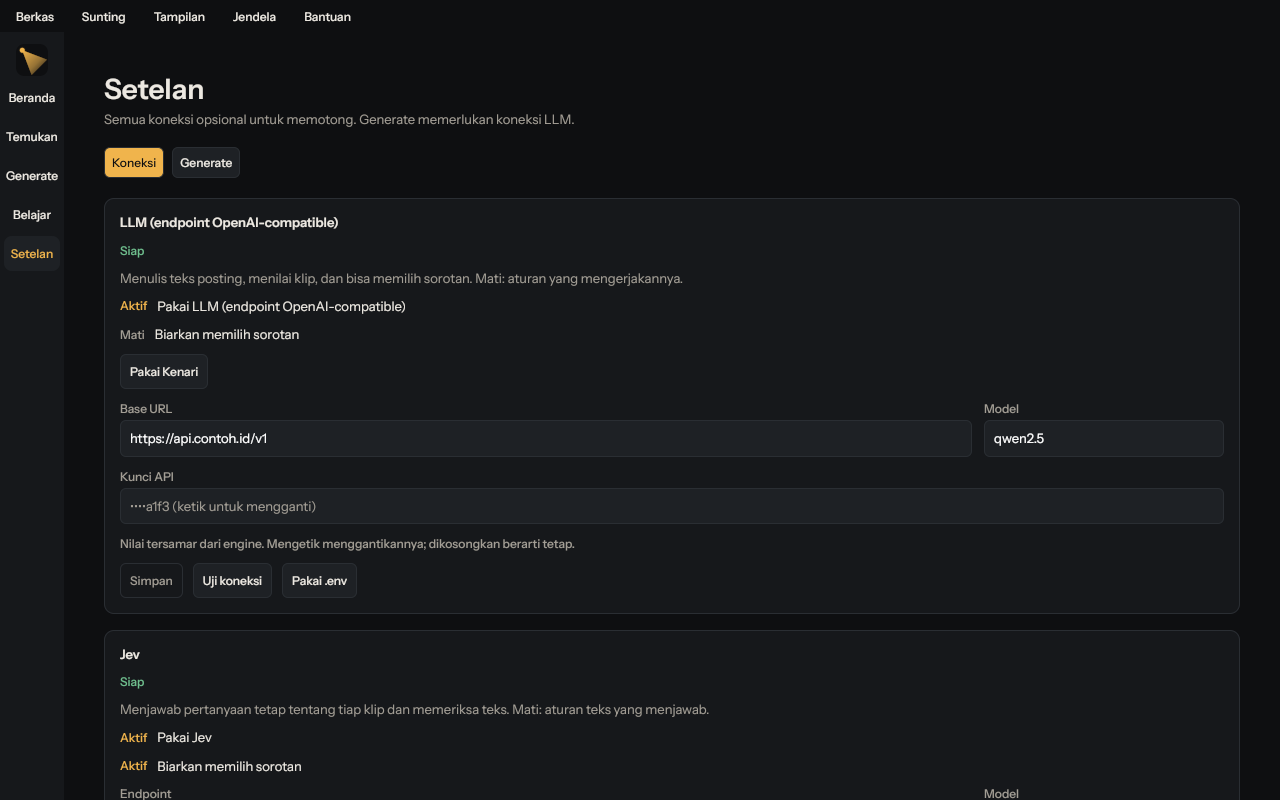 Berkas Sunting Tampilan Jendela Bantuan
Beranda
Temukan
Generate
Belajar
Setelan
Setelan
Semua koneksi opsional untuk memotong. Generate memerlukan koneksi LLM.
Koneksi Generate
LLM (endpoint OpenAI-compatible)
Siap
Menulis teks posting, menilai klip, dan bisa memilih sorotan. Mati: aturan yang mengerjakannya.
Aktif Pakai LLM (endpoint OpenAI-compatible)
Mati Biarkan memilih sorotan
Pakai Kenari
Base URL Model
https://api.contoh.id/v1 qwen2.5
Kunci API
····a1f3 (ketik untuk mengganti)
Nilai tersamar dari engine. Mengetik menggantikannya; dikosongkan berarti tetap.
Simpan Uji koneksi Pakai .env
Jev
Siap
Menjawab pertanyaan tetap tentang tiap klip dan memeriksa teks. Mati: aturan teks yang menjawab.
Aktif Pakai Jev
Aktif Biarkan memilih sorotan
Endpoint Model